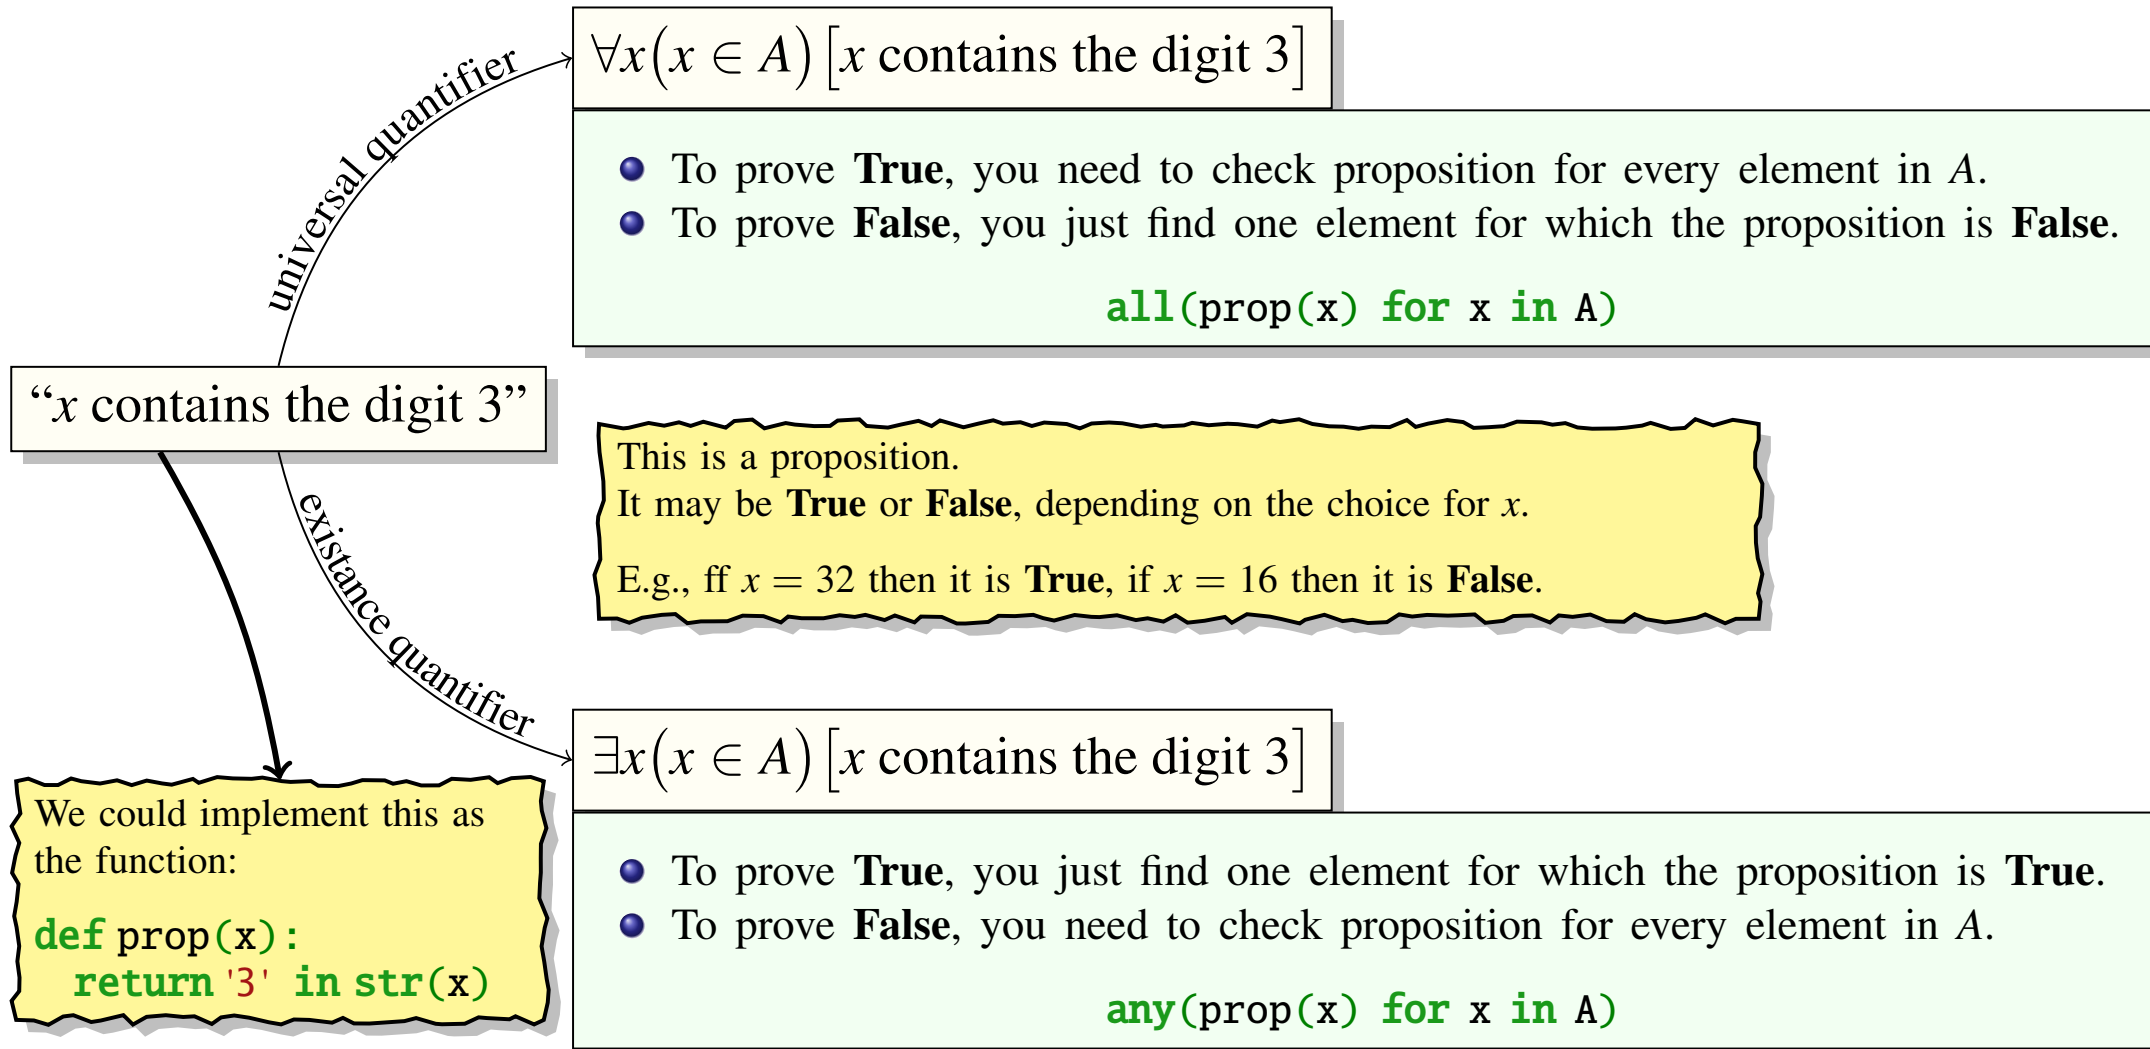 ∀x(x ∈ A)[x contains the digit 3]
universal quantifier
To prove True, you need to check proposition for every element in A.
To prove False, you just find one element for which the proposition is False.
all(prop(x) for x in A)
“x contains the digit 3”
This is a proposition.
It may be True or False, depending on the choice for x.
E.g., ff x = 32 then it is True, if x = 16 then it is False.
existance quantifier
∃x(x ∈ A)[x contains the digit 3]
We could implement this as
the function:
def prop(x):
return '3' in str(x)
To prove True, you just find one element for which the proposition is True.
To prove False, you need to check proposition for every element in A.
any(prop(x) for x in A)